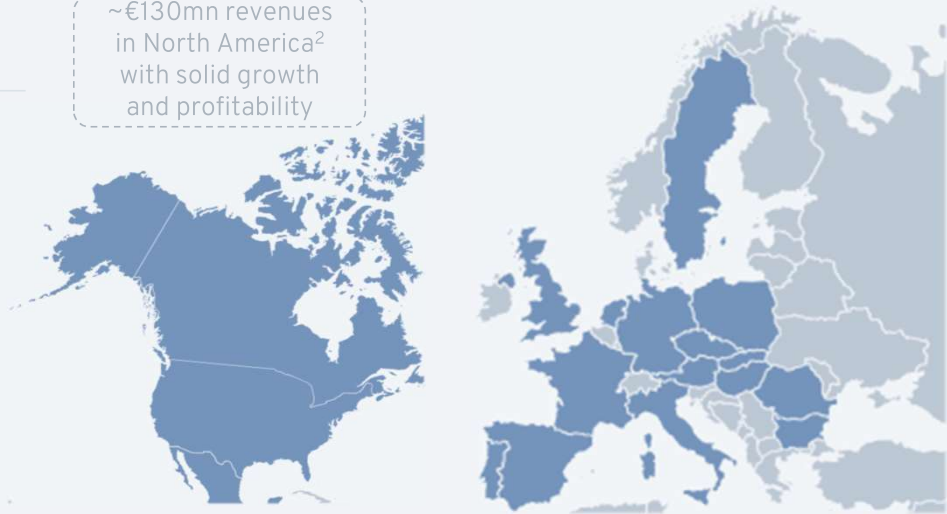 ~€130mn revenues
in North America²
with solid growth
and profitability